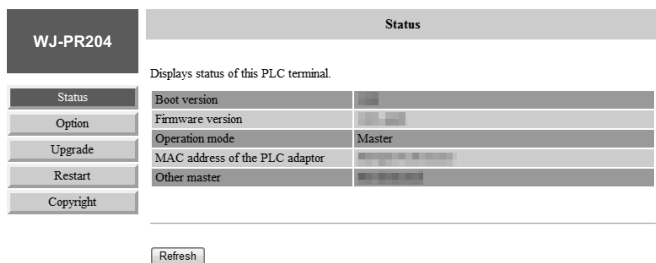 WJ-PR204
Status
Option
Upgrade
Restart
Copyright
Status
Displays status of this PLC terminal.
Boot version
Firmware version
Operation mode Master
MAC address of the PLC adaptor
Other master
Refresh